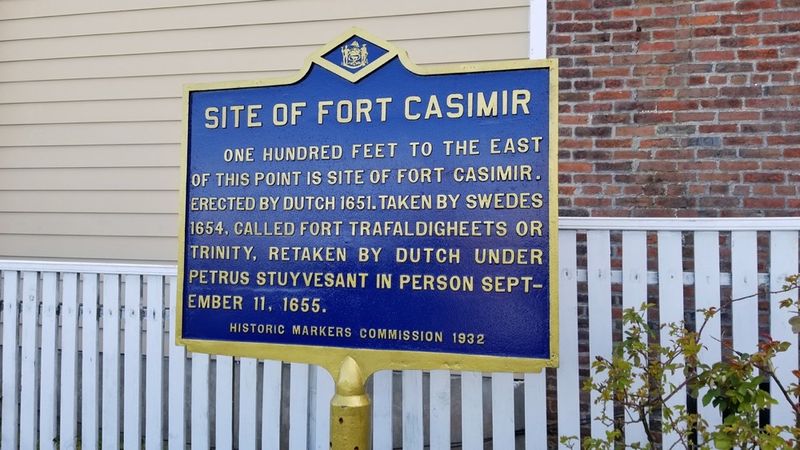 SITE OF FORT CASIMIR
ONE HUNDRED FEET TO THE EAST
OF THIS POINT IS SITE OF FORT CASIMIR.
ERECTED BY DUTCH 1651. TAKEN BY SWEDES
1654, CALLED FORT TRAFALDIGHEETS OR
TRINITY, RETAKEN BY DUTCH UNDER
PETRUS STUYVESANT IN PERSON SEPT-
EMBER 11, 1655.
HISTORIC MARKERS COMMISSION 1932